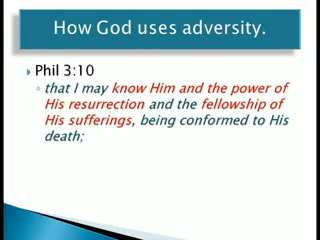 How God uses adversity.
Phil 3:10
that I may know Him and the power of
His resurrection and the fellowship of
His sufferings, being conformed to His
death;